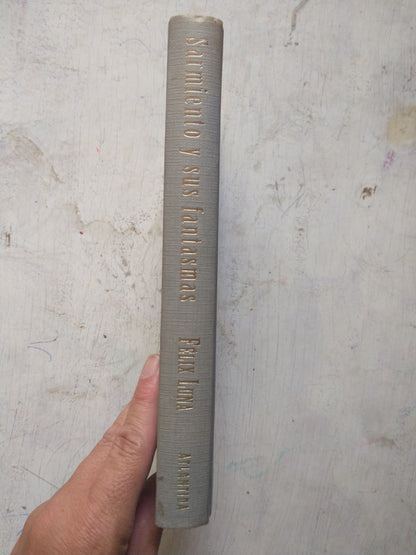 Sarmiento y sus fantasmas
FELIX LUNA
ATLANTIDA